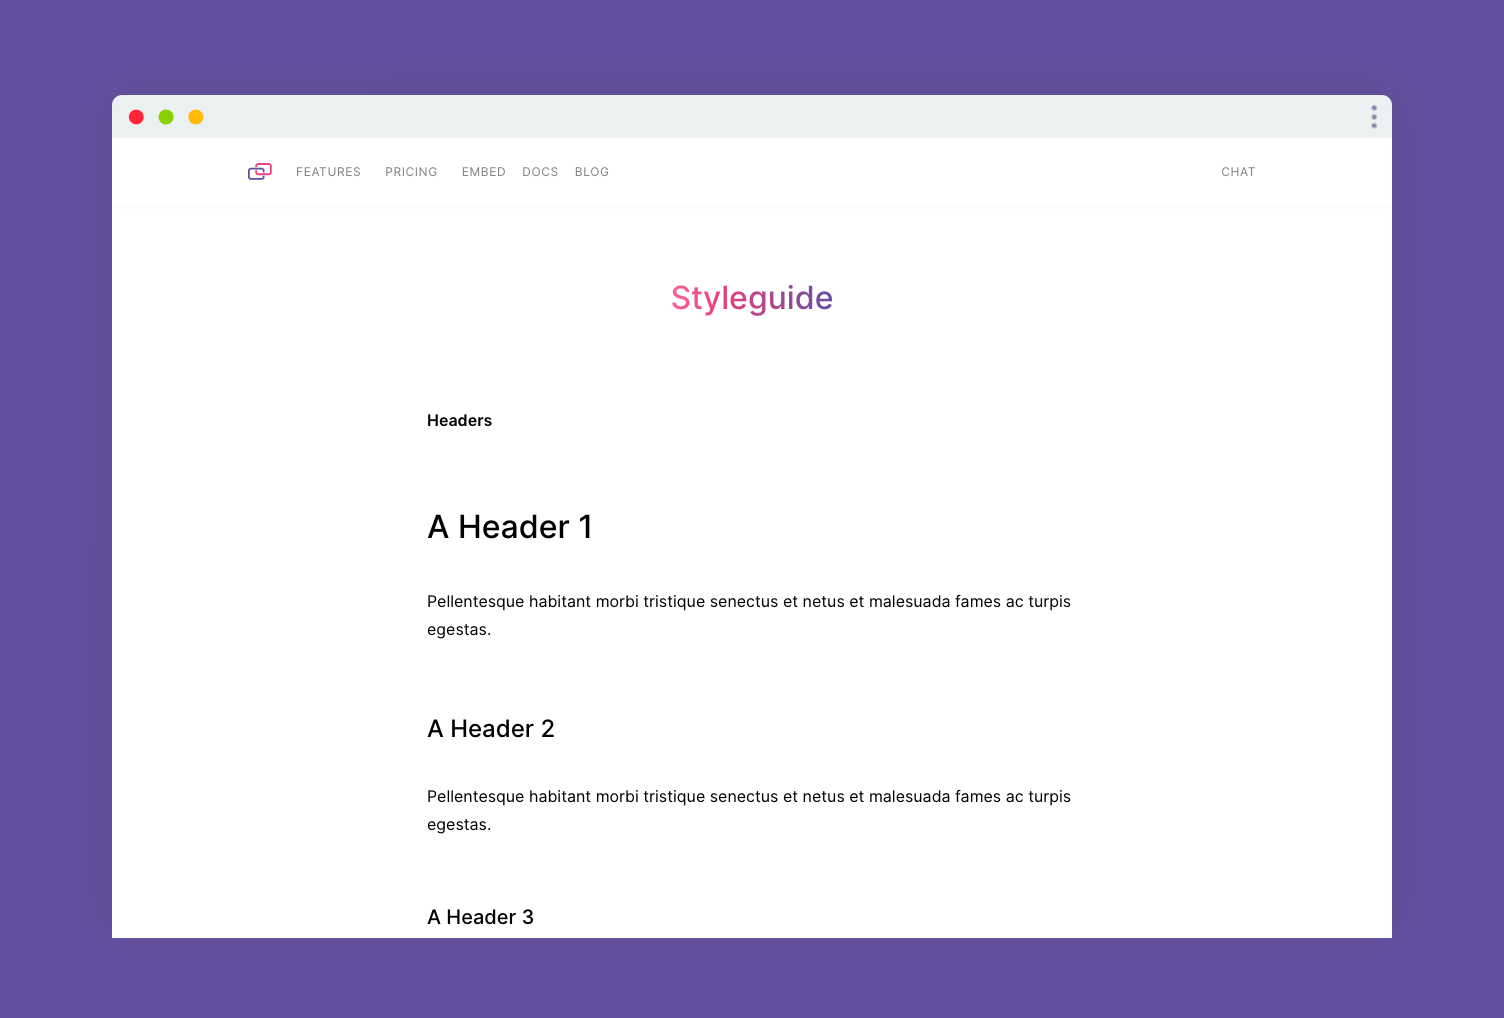 FEATURES PRICING EMBED DOCS BLOG CHAT
Styleguide
Headers
A Header 1
Pellentesque habitant morbi tristique senectus et netus et malesuada fames ac turpis
egestas.
A Header 2
Pellentesque habitant morbi tristique senectus et netus et malesuada fames ac turpis
egestas.
A Header 3